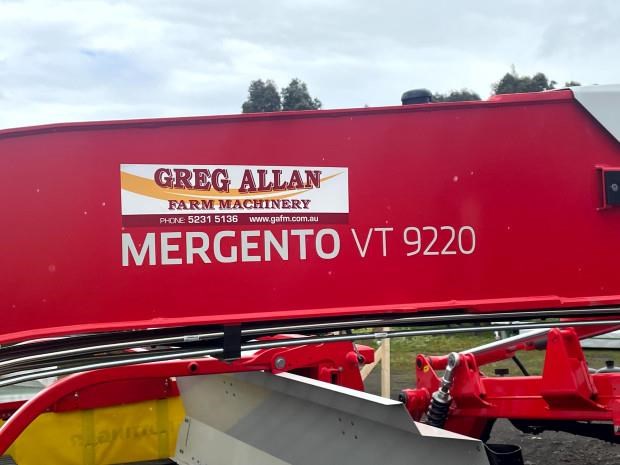 GREG ALLAN
FARM MACHINERY
PHONE: 5231 5136 www.gafm.com.au
MERGENTO VT 9220